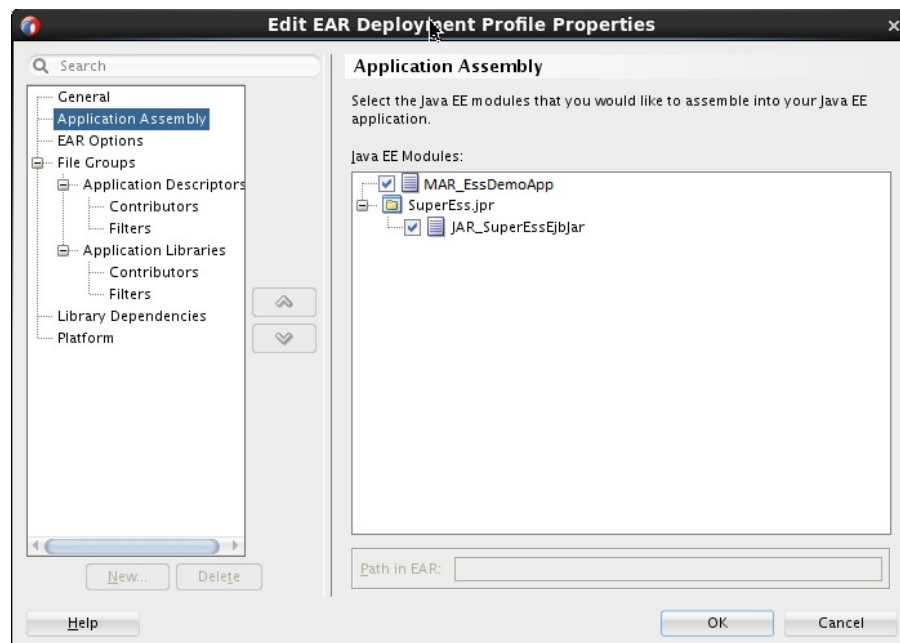 Edit EAR Deployment Profile Properties
Search
General
Application Assembly
EAR Options
File Groups
Application Descriptors
Contributors
Filters
Application Libraries
Contributors
Filters
Library Dependencies
Platform
New...
Delete
Application Assembly
Select the Java EE modules that you would like to assemble into your Java EE
application.
Java EE Modules:
MAR_EssDemoApp
SuperEss.jpr
JAR_SuperEssEjbJar
Path in EAR:
Help
OK
Cancel